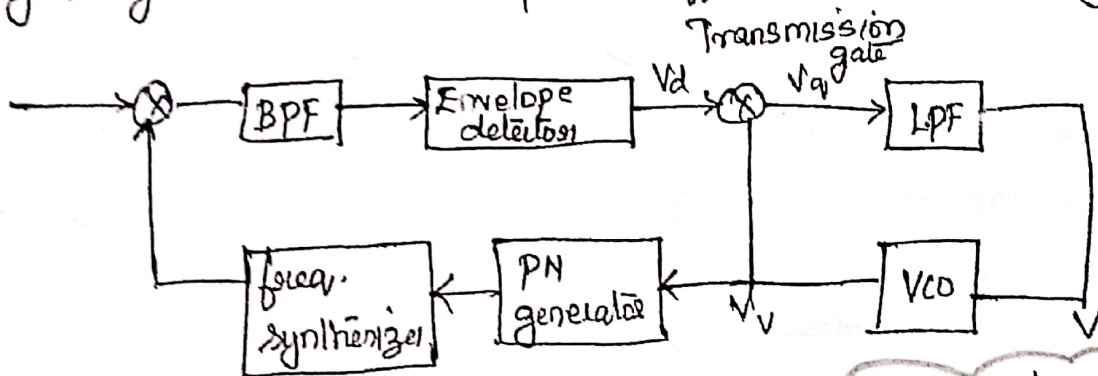 Transmission
gate
Vd
Vq
BPF
Envelope
detector
LPF
freq.
synthesizer
PN
generator
Vv
VCO
V